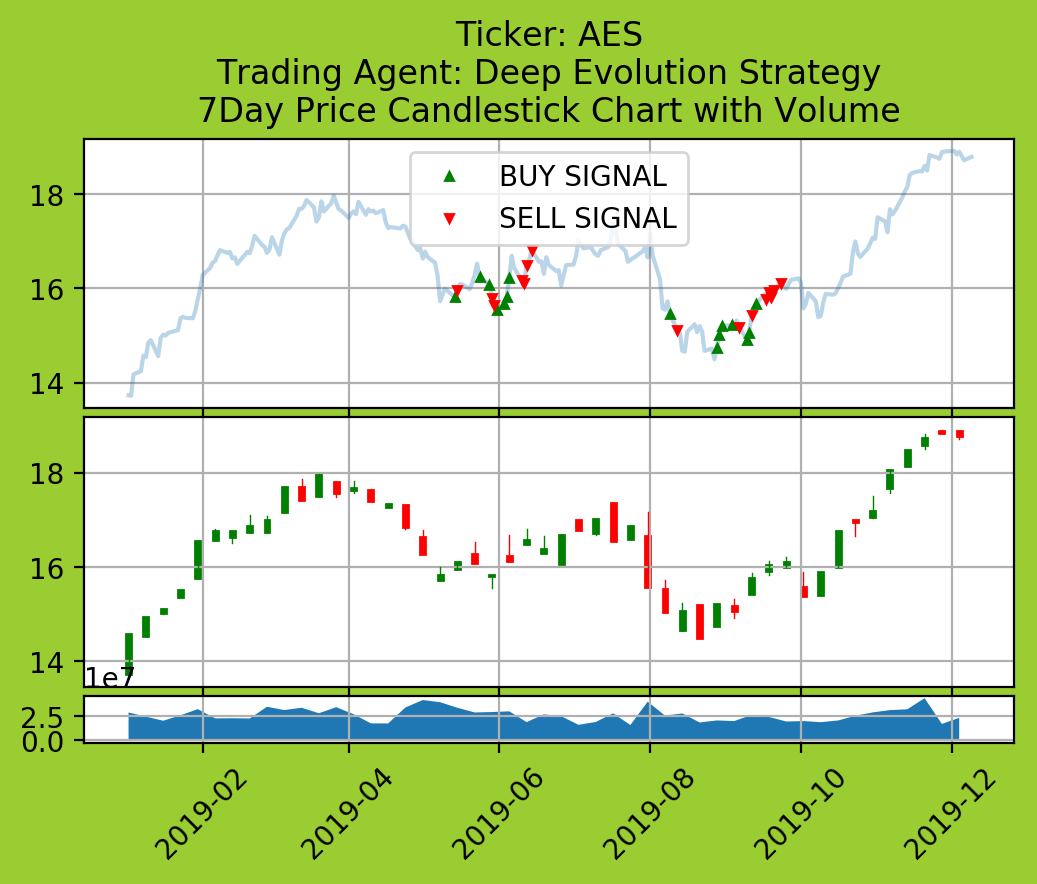 Ticker: AES
Trading Agent: Deep Evolution Strategy
7Day Price Candlestick Chart with Volume
BUY SIGNAL
SELL SIGNAL
18
16
14
18
16
14
1e7
2.5
0.0
2019-02
2019-04
2019-06
2019-08
2019-10
2019-12